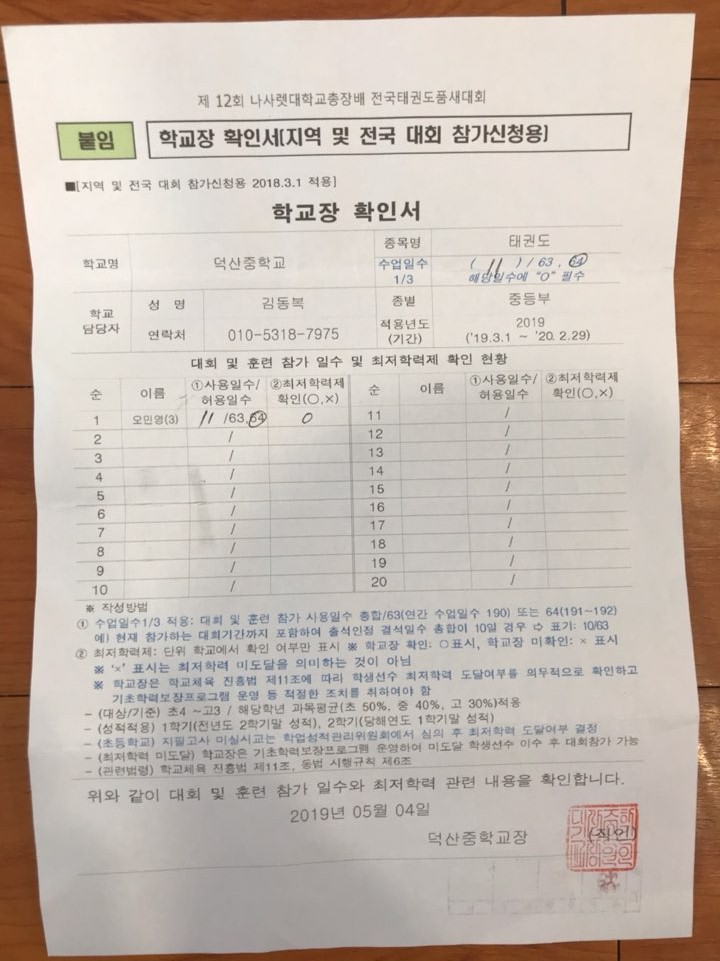 제 12회 나사렛대학교총장배 전국태권도품새대회
붙임
학교장 확인서(지역 및 전국 대회 참가신청용)
■[지역 및 전국 대회 참가신청용 2018.3.1 적용]
학교장 확인서
학교명 덕산중학교 종목명 태권도
수업일수 1/3 ( 11 ) / 63 , 64
해당일수에 "O" 필수
학교 담당자 성 명 김동복 종별 중등부
연락처 010-5318-7975 적용년도 (기간) 2019
('19.3.1 ~ '20.2.29)
대회 및 훈련 참가 일수 및 최저학력제 확인 현황
순 이름 ①사용일수/허용일수 ②최저학력제 확인(○,×) 순 이름 ①사용일수/허용일수 ②최저학력제 확인(○,×)
1 오민영(3) 11 /63,64 O 11 /
2 / 12 /
3 / 13 /
4 / 14 /
5 / 15 /
6 / 16 /
7 / 17 /
8 / 18 /
9 / 19 /
10 / 20 /
※ 작성방법
① 수업일수1/3 적용: 대회 및 훈련 참가 사용일수 총합/63(연간 수업일수 190) 또는 64(191~192)
예) 현재 참가하는 대회기간까지 포함하여 출석인정 결석일수 총합이 10일 경우 ⇨ 표기: 10/63
② 최저학력제: 단위 학교에서 확인 여부만 표시 ※ 학교장 확인: ○표시, 학교장 미확인: × 표시
※ '×' 표시는 최저학력 미도달을 의미하는 것이 아님
※ 학교장은 학교체육 진흥법 제11조에 따라 학생선수 최저학력 도달여부를 의무적으로 확인하고
기초학력보장프로그램 운영 등 적정한 조치를 취하여야 함
- (대상/기준) 초4 ~고3 / 해당학년 과목평균(초 50%, 중 40%, 고 30%)적용
- (성적적용) 1학기(전년도 2학기말 성적), 2학기(당해연도 1학기말 성적)
- (초등학교) 지필고사 미실시교는 학업성적관리위원회에서 심의 후 최저학력 도달여부 결정
- (최저학력 미도달) 학교장은 기초학력보장프로그램 운영하여 미도달 학생선수 이수 후 대회참가 가능
- (관련법령) 학교체육 진흥법 제11조, 동법 시행규칙 제6조
위와 같이 대회 및 훈련 참가 일수와 최저학력 관련 내용을 확인합니다.
2019년 05월 04일
덕산중학교장 (직인)